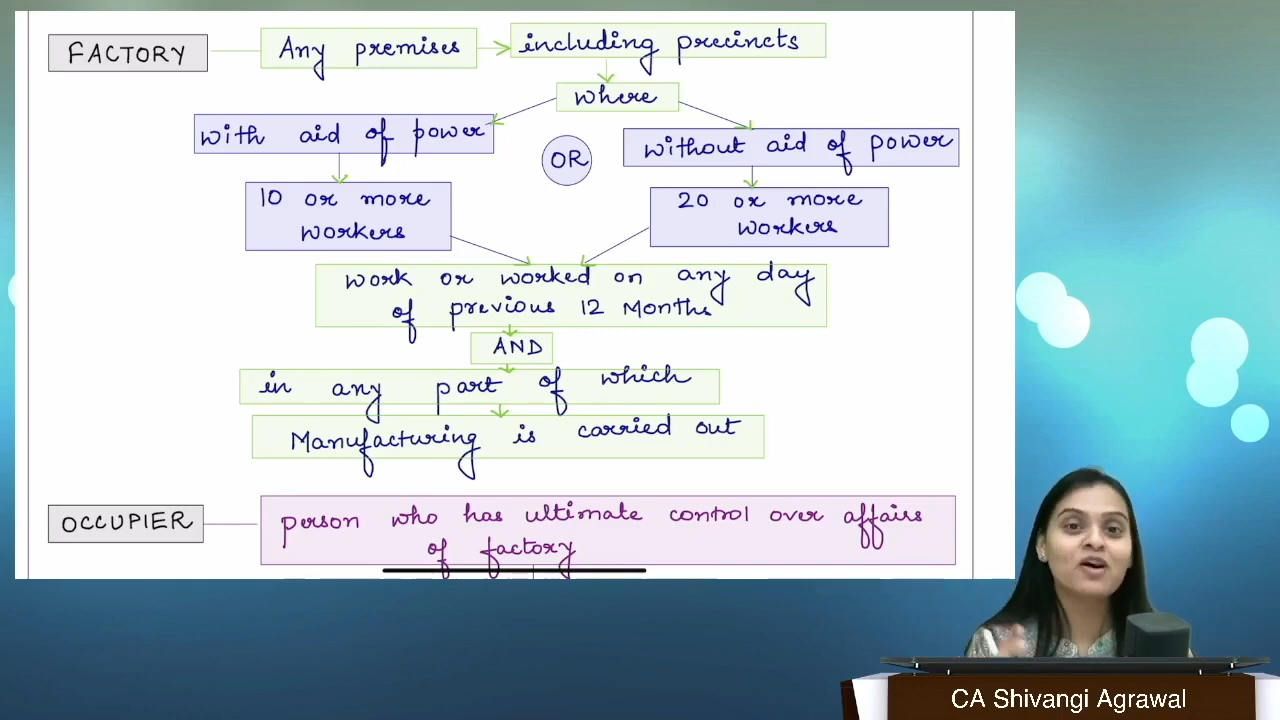 FACTORY
Any premises
including precincts
where
with aid of power
OR
without aid of power
10 or more
workers
20 or more
workers
work or worked on any day
of previous 12 Months
AND
in any part of which
Manufacturing is carried out
OCCUPIER
person who has ultimate control over affairs
of factory
CA Shivangi Agrawal